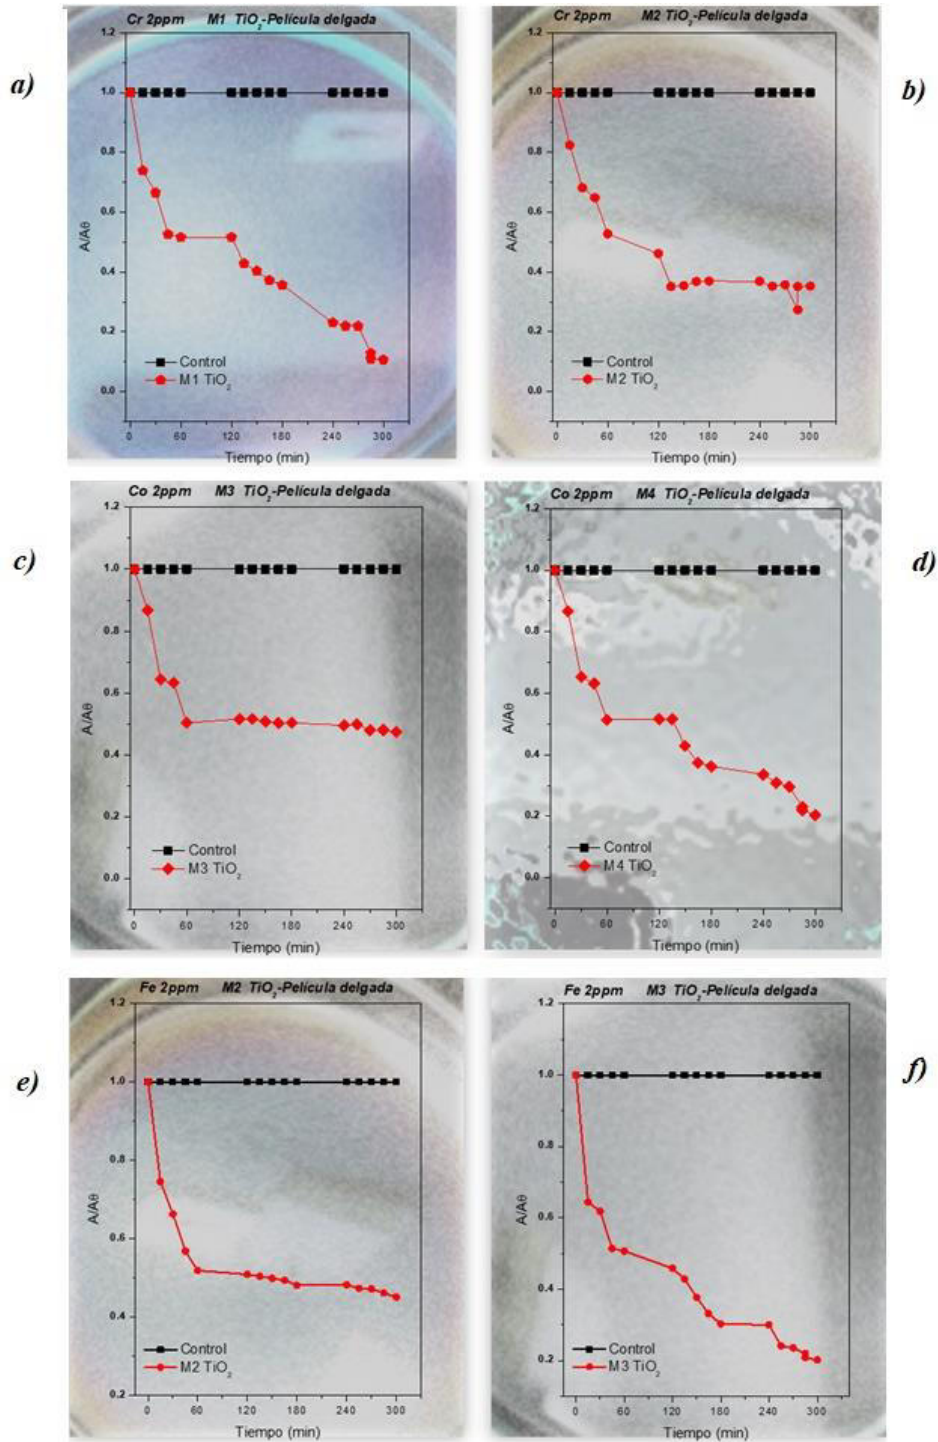 a)
Cr 2ppm M1 TiO2-Película delgada
1.2
1.0
0.8
0.6
0.4
0.2
0.0
A/Aθ
Control
M1 TiO2
0 60 120 180 240 300
Tiempo (min)
b)
Cr 2ppm M2 TiO2-Película delgada
1.2
1.0
0.8
0.6
0.4
0.2
0.0
A/Aθ
Control
M2 TiO2
0 60 120 180 240 300
Tiempo (min)
c)
Co 2ppm M3 TiO2-Película delgada
1.2
1.0
0.8
0.6
0.4
0.2
0.0
A/Aθ
Control
M3 TiO2
0 60 120 180 240 300
Tiempo (min)
d)
Co 2ppm M4 TiO2-Película delgada
1.2
1.0
0.8
0.6
0.4
0.2
0.0
A/Aθ
Control
M4 TiO2
0 60 120 180 240 300
Tiempo (min)
e)
Fe 2ppm M2 TiO2-Película delgada
1.2
1.0
0.8
0.6
0.4
0.2
A/Aθ
Control
M2 TiO2
0 60 120 180 240 300
Tiempo (min)
f)
Fe 2ppm M3 TiO2-Película delgada
1.2
1.0
0.8
0.6
0.4
0.2
A/Aθ
Control
M3 TiO2
0 60 120 180 240 300
Tiempo (min)